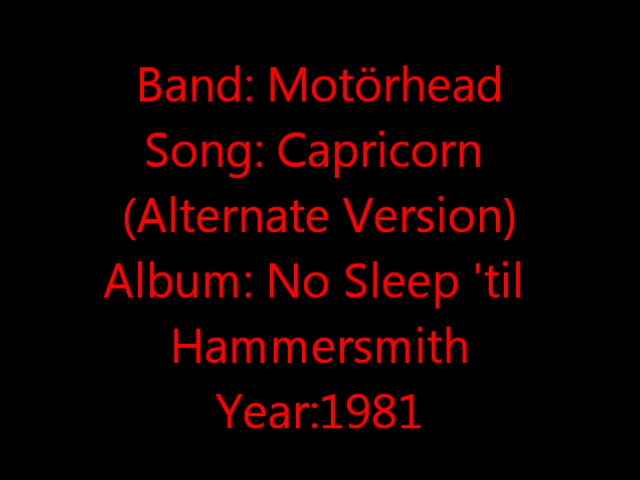 Band: Motörhead
Song: Capricorn
(Alternate Version)
Album: No Sleep 'til
Hammersmith
Year:1981